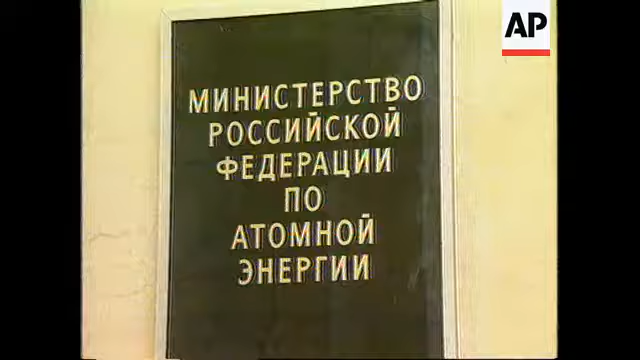 AP
МИНИСТЕРСТВО
РОССИЙСКОЙ
ФЕДЕРАЦИИ
ПО
АТОМНОЙ
ЭНЕРГИИ